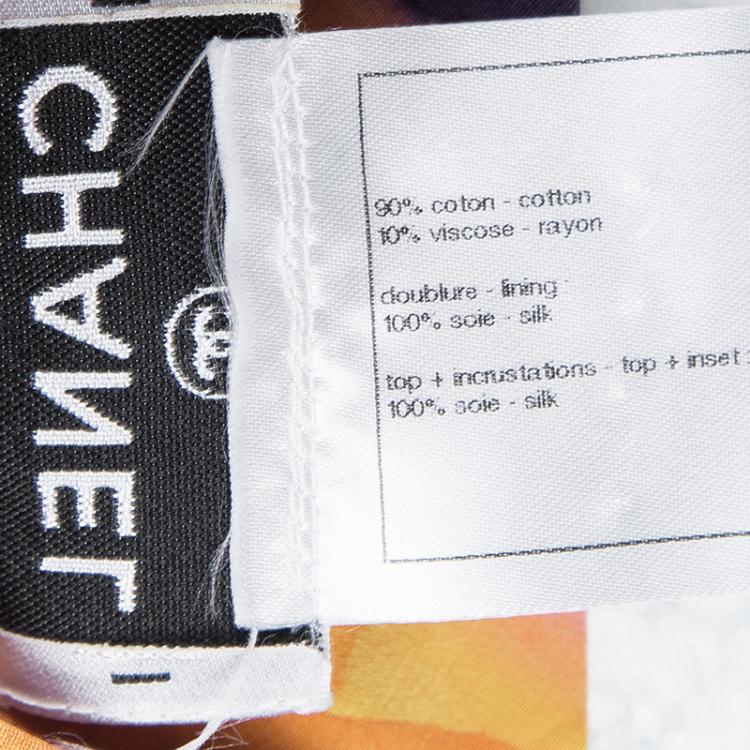 CHANEL
90% coton - cotton
10% viscose - rayon
doublure - lining
100% soie - silk
top + incrustations - top + inset :
100% soie - silk